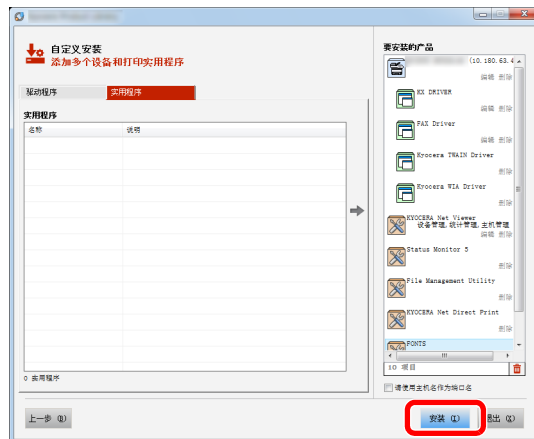 自定义安装
添加多个设备和打印实用程序
驱动程序
实用程序
实用程序
名称
说明
0 实用程序
要安装的产品
(10.180.63.4
编辑 删除
KX DRIVER
编辑 删除
FAX Driver
编辑 删除
Kyocera TWAIN Driver
删除
Kyocera WIA Driver
删除
KYOCERA Net Viewer
设备管理,统计管理,主机管理
编辑 删除
Status Monitor 5
删除
File Management Utility
删除
KYOCERA Net Direct Print
删除
FONTS
10 项目
请使用主机名作为端口名
上一步 (B)
安装 (I)
退出 (X)